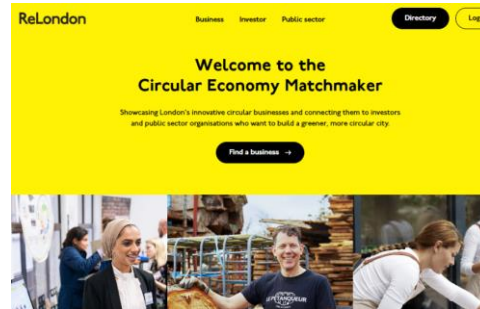 ReLondon
Business Investor Public sector Directory Log
Welcome to the
Circular Economy Matchmaker
Showcasing London's innovative circular businesses and connecting them to investors
and public sector organisations who want to build a greener, more circular city.
Find a business →
PÉTANQUEUR